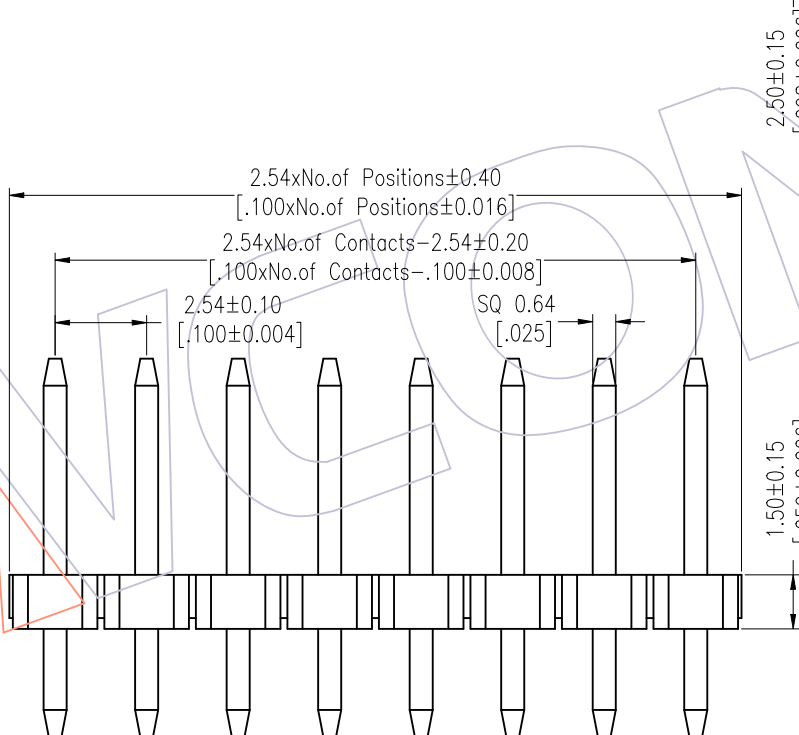 2.50±0.15
2.54xNo.of Positions±0.40
[.100xNo.of Positions±0.016]
2.54xNo.of Contacts-2.54±0.20
[.100xNo.of Contacts-.100±0.008]
2.54±0.10
[.100±0.004]
SQ 0.64
[.025]
1.50±0.15
WCON